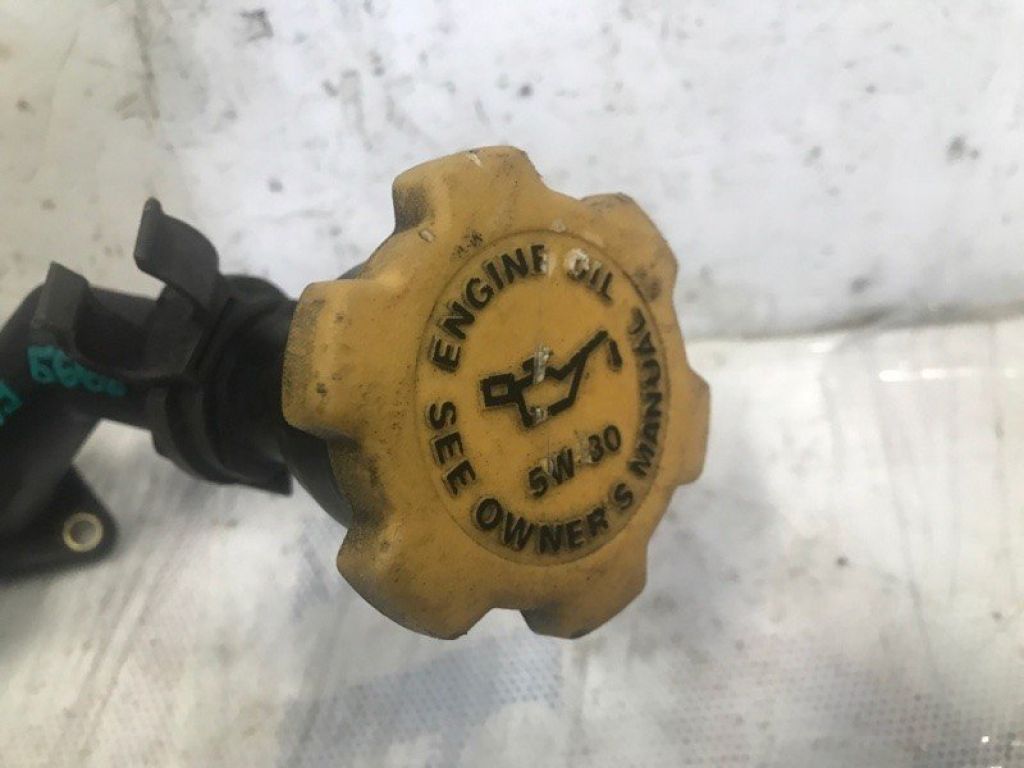 ENGINE OIL
5W-30
SEE OWNER'S MANUAL